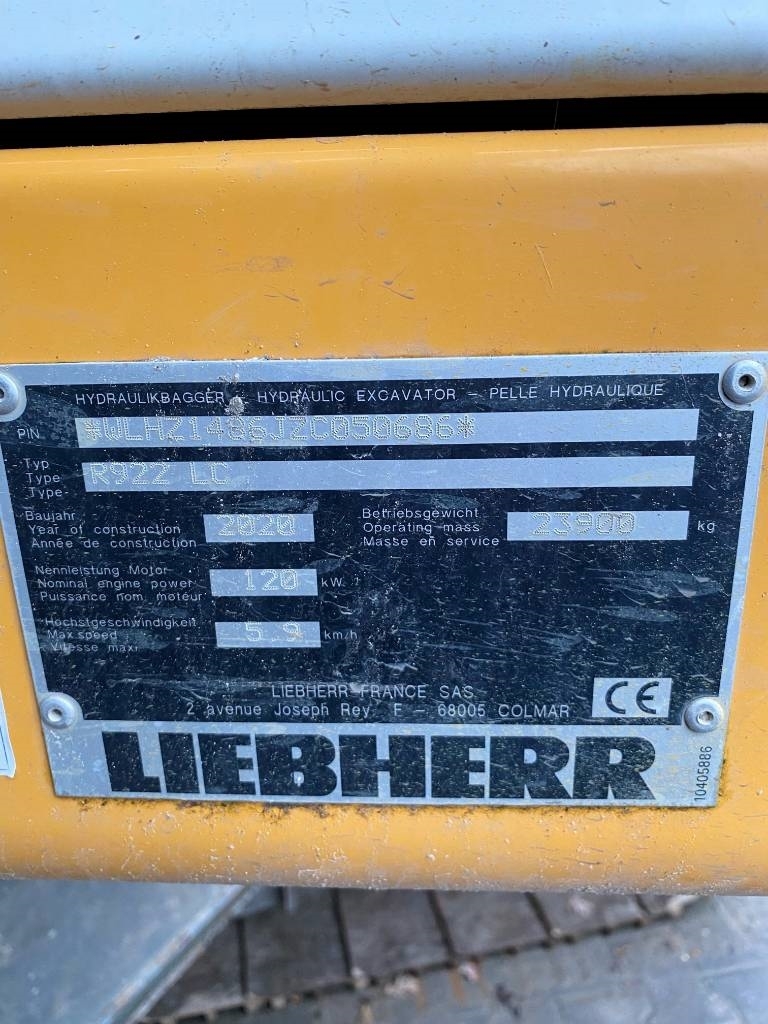 HYDRAULIKBAGGER - HYDRAULIC EXCAVATOR - PELLE HYDRAULIQUE
PIN *WLHZ1486JZC050686*
Typ
Type R922 LC
Type
Baujahr
Year of construction 2020
Année de construction
Betriebsgewicht
Operating mass 23900 kg
Masse en service
Nennleistung Motor
Nominal engine power 120 kW
Puissance nom. moteur
Höchstgeschwindigkeit
Max speed 5.9 km/h
Vitesse maxi
LIEBHERR-FRANCE SAS
2 avenue Joseph Rey, F - 68005 COLMAR
CE
LIEBHERR
10405886